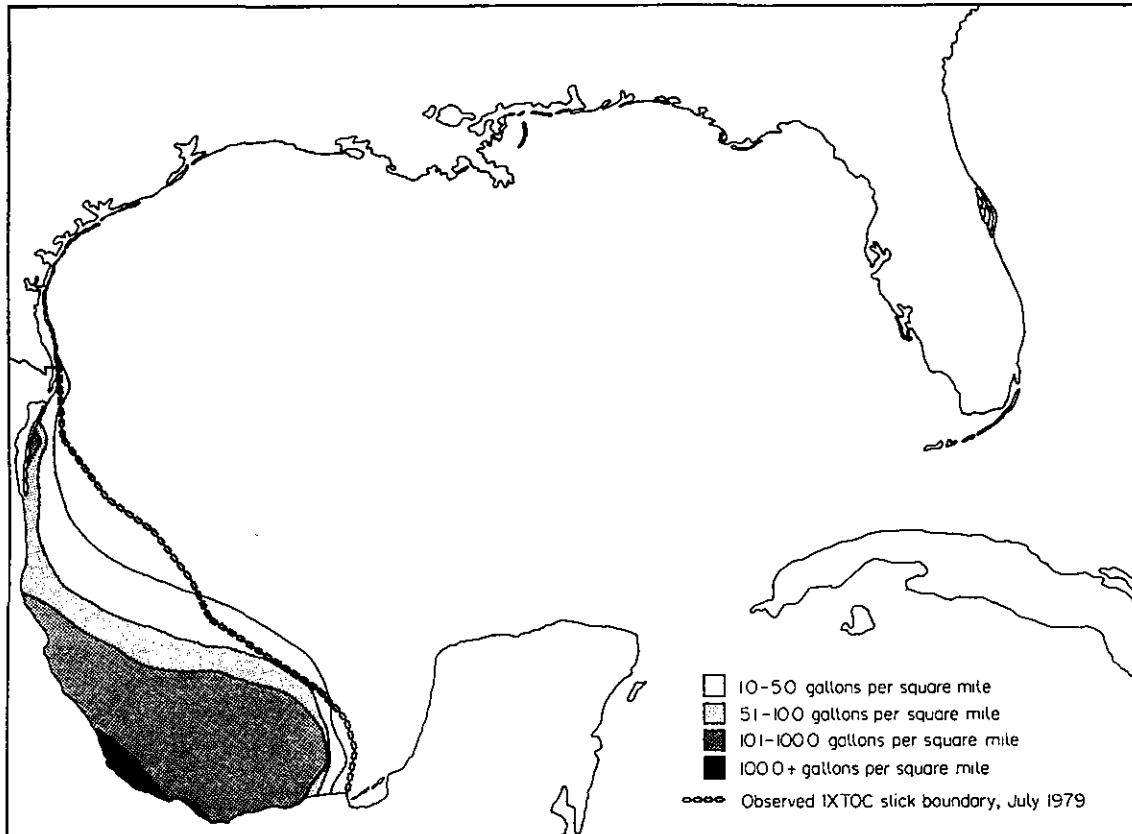 10-50 gallons per square mile
51-100 gallons per square mile
101-1000 gallons per square mile
1000+ gallons per square mile
Observed IXTOC slick boundary, July 1979